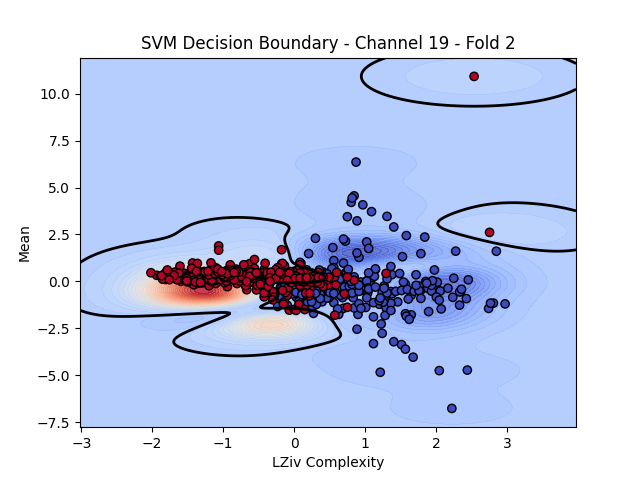 SVM Decision Boundary - Channel 19 - Fold 2
10.0
7.5
5.0
2.5
0.0
−2.5
−5.0
−7.5
Mean
−3 −2 −1 0 1 2 3
LZiv Complexity